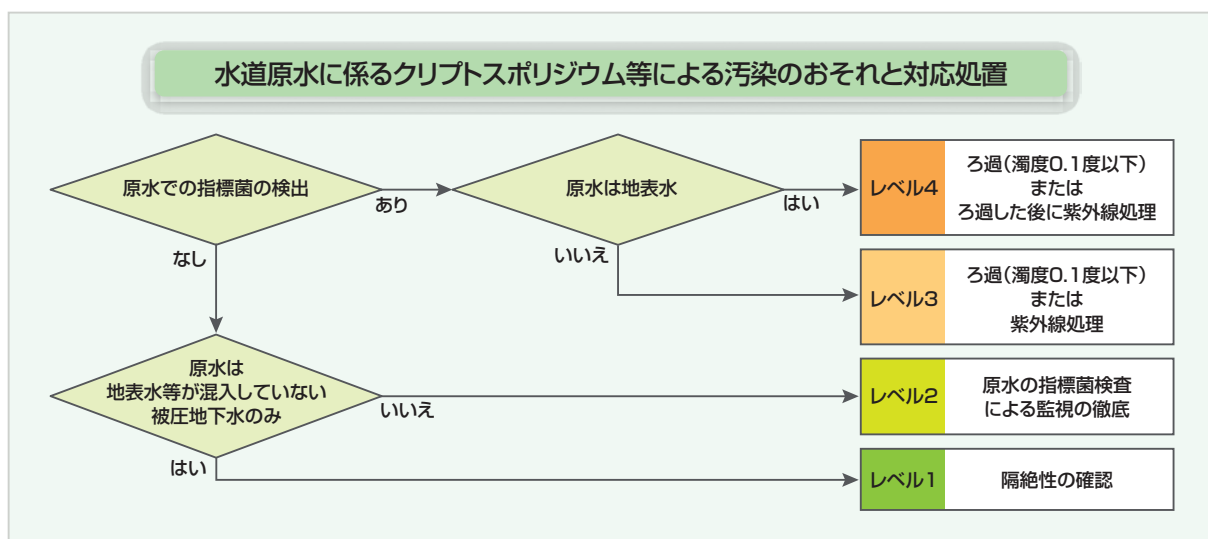 水道原水に係るクリプトスポリジウム等による汚染のおそれと対応処置
原水での指標菌の検出
あり
なし
原水は地表水
はい
いいえ
レベル4
ろ過(濁度0.1度以下)
または
ろ過した後に紫外線処理
レベル3
ろ過(濁度0.1度以下)
または
紫外線処理
原水は
地表水等が混入していない
被圧地下水のみ
いいえ
はい
レベル2
原水の指標菌検査
による監視の徹底
レベル1
隔絶性の確認